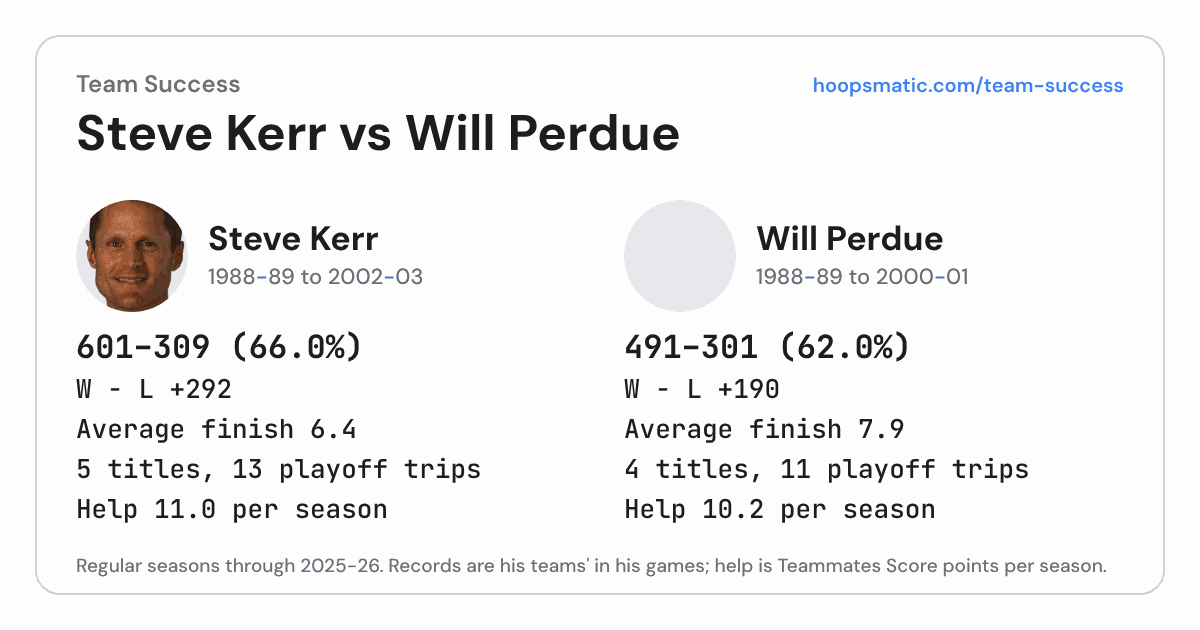 Team Success
hoopsmatic.com/team-success
Steve Kerr vs Will Perdue
Steve Kerr
1988-89 to 2002-03
601-309 (66.0%)
W - L +292
Average finish 6.4
5 titles, 13 playoff trips
Help 11.0 per season
Will Perdue
1988-89 to 2000-01
491-301 (62.0%)
W - L +190
Average finish 7.9
4 titles, 11 playoff trips
Help 10.2 per season
Regular seasons through 2025-26. Records are his teams' in his games; help is Teammates Score points per season.